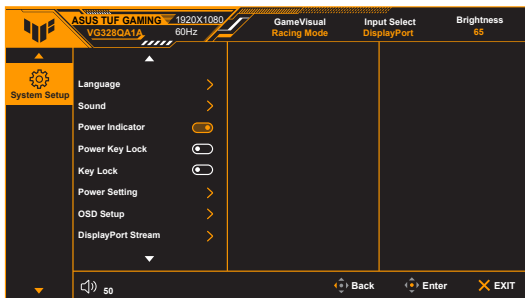 ASUS TUF GAMING 1920X1080 GameVisual Input Select Brightness
VG328QA1A 60Hz Racing Mode DisplayPort 65
System Setup
Language
Sound
Power Indicator
Power Key Lock
Key Lock
Power Setting
OSD Setup
DisplayPort Stream
50 Back Enter EXIT